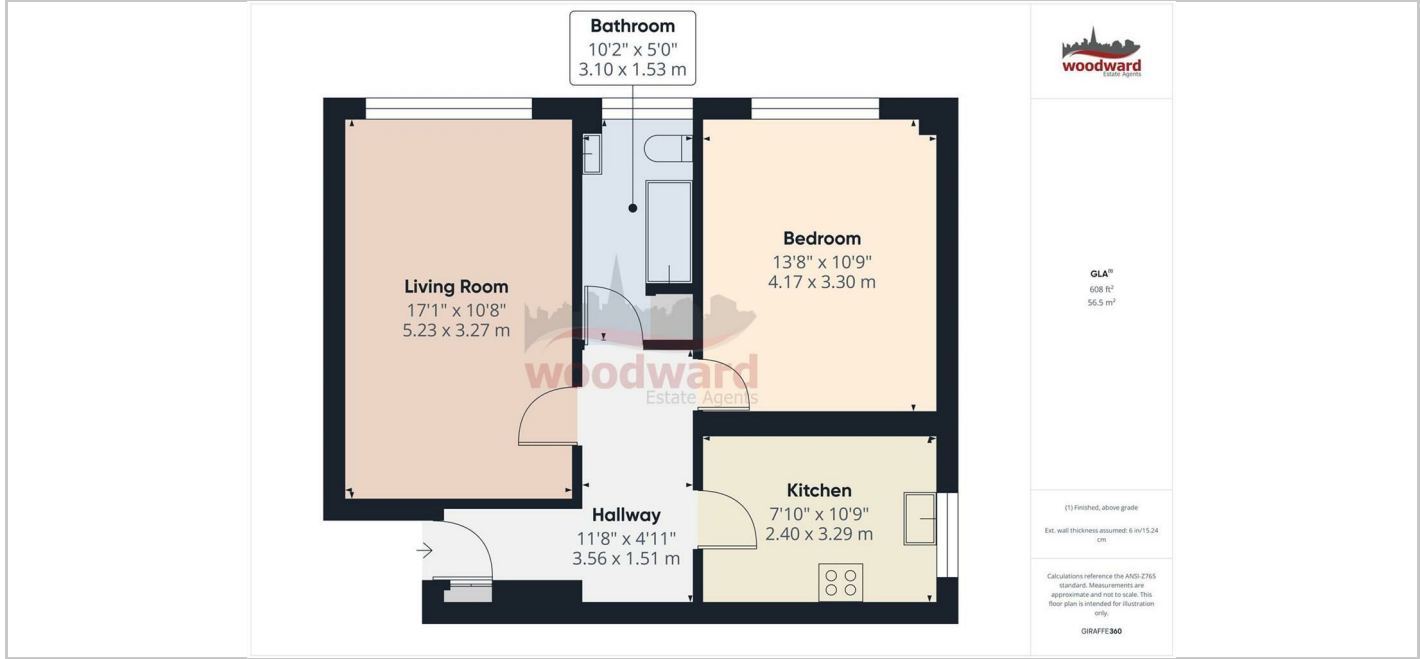 Bathroom
10'2" x 5'0"
3.10 x 1.53 m
Living Room
17'1" x 10'8"
5.23 x 3.27 m
Bedroom
13'8" x 10'9"
4.17 x 3.30 m
woodward
Estate Agents
Kitchen
7'10" x 10'9"
2.40 x 3.29 m
Hallway
11'8" x 4'11"
3.56 x 1.51 m
woodward
Estate Agents
GLA⁽¹⁾
608 ft²
56.5 m²
(1) Finished, above grade
Ext. wall thickness assumed: 6 in/15.24
cm
Calculations reference the ANSI-Z765
standard. Measurements are
approximate and not to scale. This
floor plan is intended for illustration
only.
GIRAFFE360